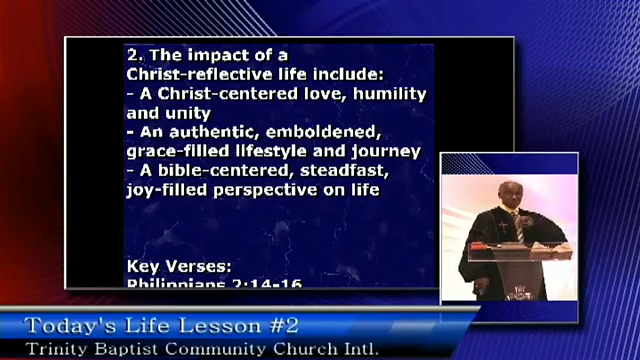 2. The impact of a
Christ-reflective life include:
- A Christ-centered love, humility
and unity
- An authentic, emboldened,
grace-filled lifestyle and journey
- A bible-centered, steadfast,
joy-filled perspective on life
Key Verses:
Philippians 2:14-16
Today's Life Lesson #2
Trinity Baptist Community Church Intl.